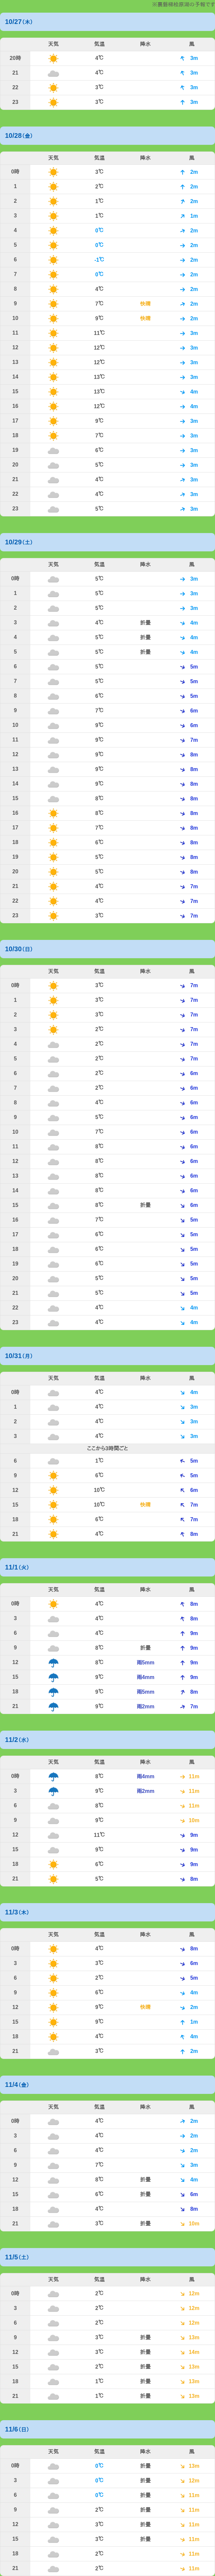 ※裏磐梯桧原湖の予報です
10/27(木)
天気 気温 降水 風
20時 4℃ 3m
21 4℃ 3m
22 3℃ 3m
23 3℃ 3m
10/28(金)
天気 気温 降水 風
0時 3℃ 2m
1 2℃ 2m
2 1℃ 2m
3 1℃ 1m
4 0℃ 2m
5 0℃ 2m
6 -1℃ 2m
7 0℃ 2m
8 4℃ 2m
9 7℃ 快晴 2m
10 9℃ 快晴 2m
11 11℃ 3m
12 12℃ 3m
13 12℃ 3m
14 13℃ 3m
15 13℃ 4m
16 12℃ 4m
17 9℃ 3m
18 7℃ 3m
19 6℃ 3m
20 5℃ 3m
21 4℃ 3m
22 4℃ 3m
23 5℃ 3m
10/29(土)
天気 気温 降水 風
0時 5℃ 3m
1 5℃ 3m
2 5℃ 3m
3 4℃ 折曇 4m
4 5℃ 折曇 4m
5 5℃ 折曇 4m
6 5℃ 5m
7 5℃ 5m
8 6℃ 5m
9 7℃ 6m
10 9℃ 6m
11 9℃ 7m
12 9℃ 8m
13 9℃ 8m
14 9℃ 8m
15 8℃ 8m
16 8℃ 8m
17 7℃ 8m
18 6℃ 8m
19 5℃ 8m
20 5℃ 8m
21 4℃ 7m
22 4℃ 7m
23 3℃ 7m
10/30(日)
天気 気温 降水 風
0時 3℃ 7m
1 3℃ 7m
2 3℃ 7m
3 2℃ 7m
4 2℃ 7m
5 2℃ 7m
6 2℃ 6m
7 2℃ 6m
8 4℃ 6m
9 5℃ 6m
10 7℃ 6m
11 8℃ 6m
12 8℃ 6m
13 8℃ 6m
14 8℃ 6m
15 8℃ 折曇 6m
16 7℃ 5m
17 6℃ 5m
18 6℃ 5m
19 6℃ 5m
20 5℃ 5m
21 5℃ 5m
22 4℃ 4m
23 4℃ 4m
10/31(月)
天気 気温 降水 風
0時 4℃ 4m
1 4℃ 3m
2 4℃ 3m
3 4℃ 3m
ここから3時間ごと
6 1℃ 5m
9 6℃ 5m
12 10℃ 6m
15 10℃ 快晴 7m
18 6℃ 7m
21 4℃ 8m
11/1(火)
天気 気温 降水 風
0時 4℃ 8m
3 4℃ 8m
6 4℃ 9m
9 8℃ 折曇 9m
12 8℃ 雨5mm 9m
15 9℃ 雨4mm 9m
18 9℃ 雨5mm 8m
21 9℃ 雨2mm 7m
11/2(水)
天気 気温 降水 風
0時 8℃ 雨4mm 11m
3 9℃ 雨2mm 11m
6 8℃ 11m
9 9℃ 10m
12 11℃ 9m
15 9℃ 9m
18 6℃ 9m
21 5℃ 8m
11/3(木)
天気 気温 降水 風
0時 4℃ 8m
3 3℃ 6m
6 2℃ 5m
9 6℃ 4m
12 9℃ 快晴 2m
15 9℃ 1m
18 4℃ 4m
21 3℃ 2m
11/4(金)
天気 気温 降水 風
0時 4℃ 2m
3 4℃ 2m
6 4℃ 2m
9 7℃ 3m
12 8℃ 折曇 4m
15 6℃ 折曇 6m
18 4℃ 8m
21 3℃ 折曇 10m
11/5(土)
天気 気温 降水 風
0時 2℃ 12m
3 2℃ 12m
6 2℃ 12m
9 3℃ 折曇 13m
12 3℃ 折曇 14m
15 2℃ 折曇 13m
18 1℃ 折曇 13m
21 1℃ 折曇 13m
11/6(日)
天気 気温 降水 風
0時 0℃ 折曇 13m
3 0℃ 折曇 12m
6 0℃ 折曇 11m
9 2℃ 折曇 11m
12 3℃ 折曇 11m
15 3℃ 折曇 11m
18 2℃ 11m
21 2℃ 11m